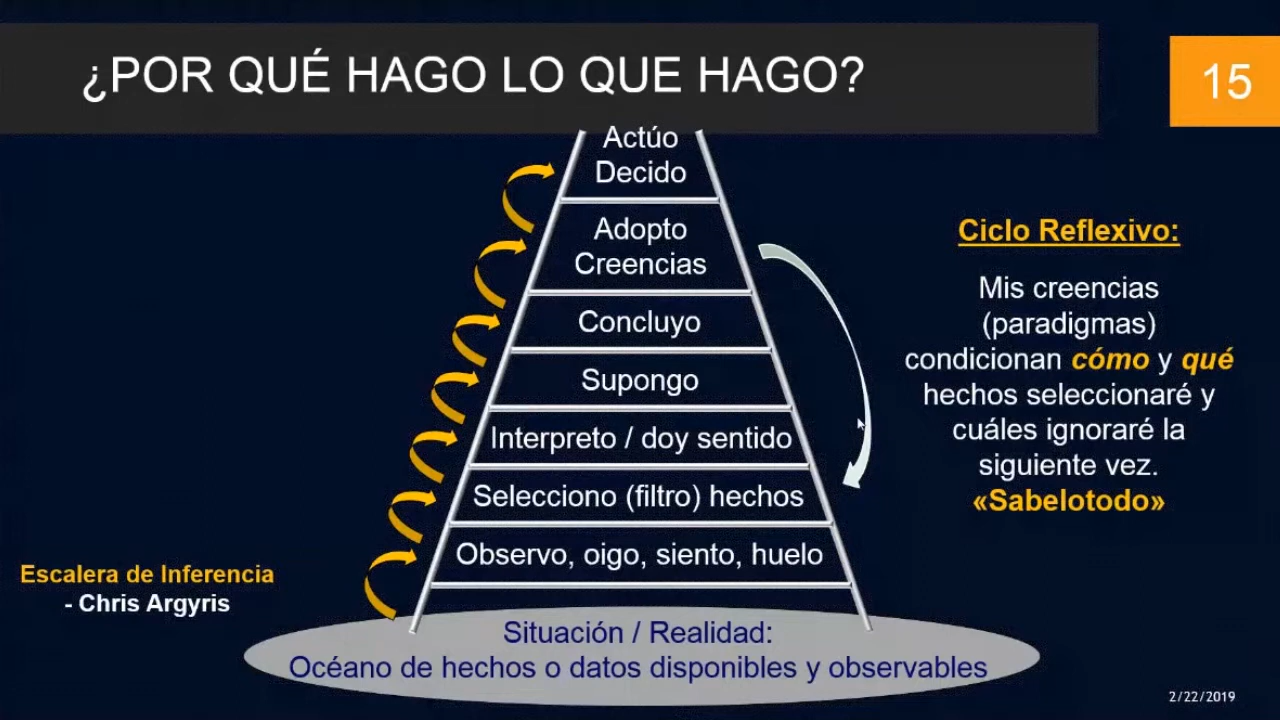 ¿POR QUÉ HAGO LO QUE HAGO?
15
Actúo
Decido
Adopto
Creencias
Concluyo
Supongo
Interpreto / doy sentido
Selecciono (filtro) hechos
Observo, oigo, siento, huelo
Situación / Realidad:
Océano de hechos o datos disponibles y observables
Ciclo Reflexivo:
Mis creencias
(paradigmas)
condicionan cómo y qué
hechos seleccionaré y
cuáles ignoraré la
siguiente vez.
«Sabelotodo»
Escalera de Inferencia
- Chris Argyris
2/22/2019